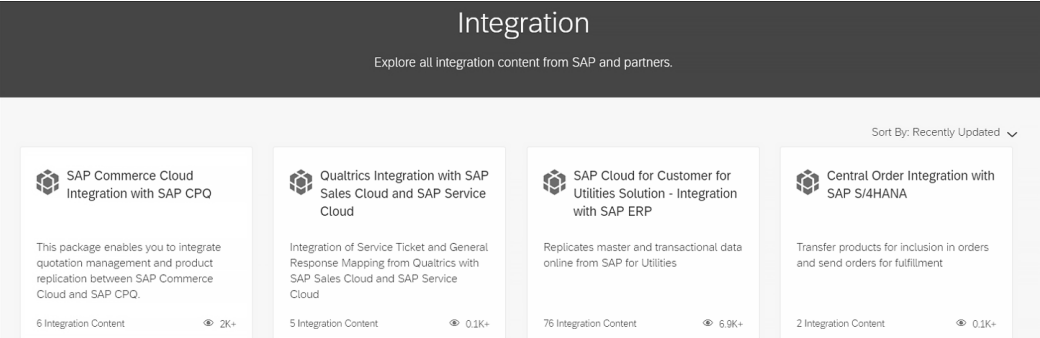 Integration
Explore all integration content from SAP and partners.
Sort By: Recently Updated
SAP Commerce Cloud
Integration with SAP CPQ
This package enables you to integrate
quotation management and product
replication between SAP Commerce
Cloud and SAP CPQ.
6 Integration Content
2K+
Qualtrics Integration with SAP
Sales Cloud and SAP Service
Cloud
Integration of Service Ticket and General
Response Mapping from Qualtrics with
SAP Sales Cloud and SAP Service
Cloud
5 Integration Content
0.1K+
SAP Cloud for Customer for
Utilities Solution - Integration
with SAP ERP
Replicates master and transactional data
online from SAP for Utilities
76 Integration Content
6.9K+
Central Order Integration with
SAP S/4HANA
Transfer products for inclusion in orders
and send orders for fulfillment
2 Integration Content
0.1K+